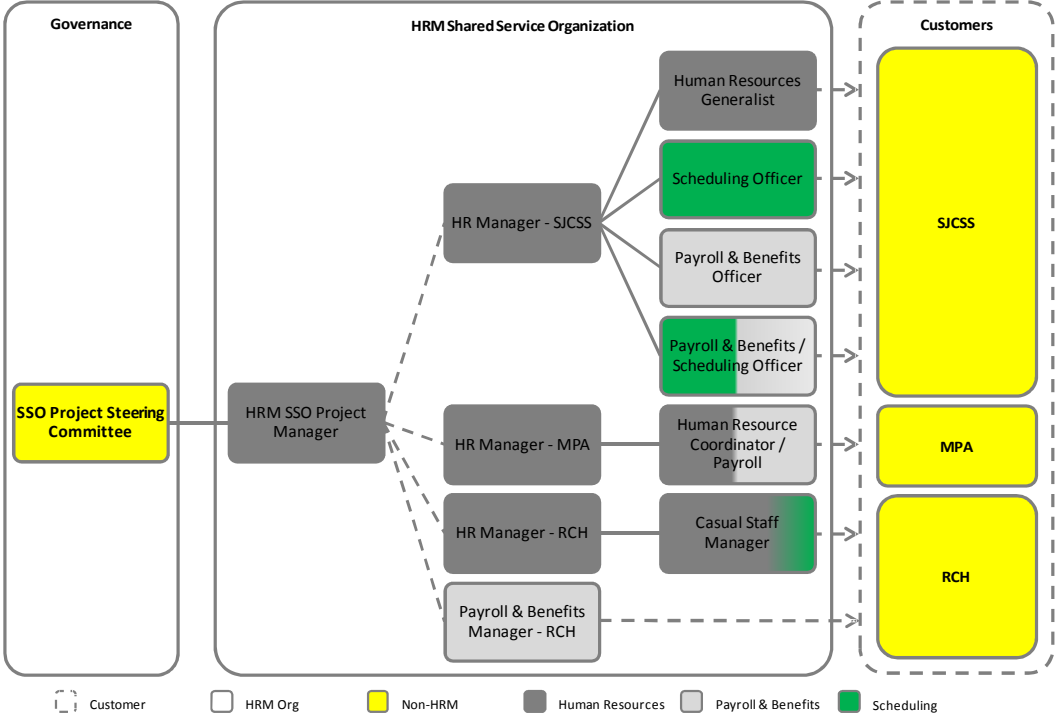 Governance
HRM Shared Service Organization
Customers
Human Resources
Generalist
Scheduling Officer
HR Manager - SJCSS
SJCSS
Payroll & Benefits
Officer
Payroll & Benefits /
Scheduling Officer
SSO Project Steering
Committee
HRM SSO Project
Manager
HR Manager - MPA
Human Resource
Coordinator /
Payroll
MPA
HR Manager - RCH
Casual Staff
Manager
RCH
Payroll & Benefits
Manager - RCH
Customer
HRM Org
Non-HRM
Human Resources
Payroll & Benefits
Scheduling